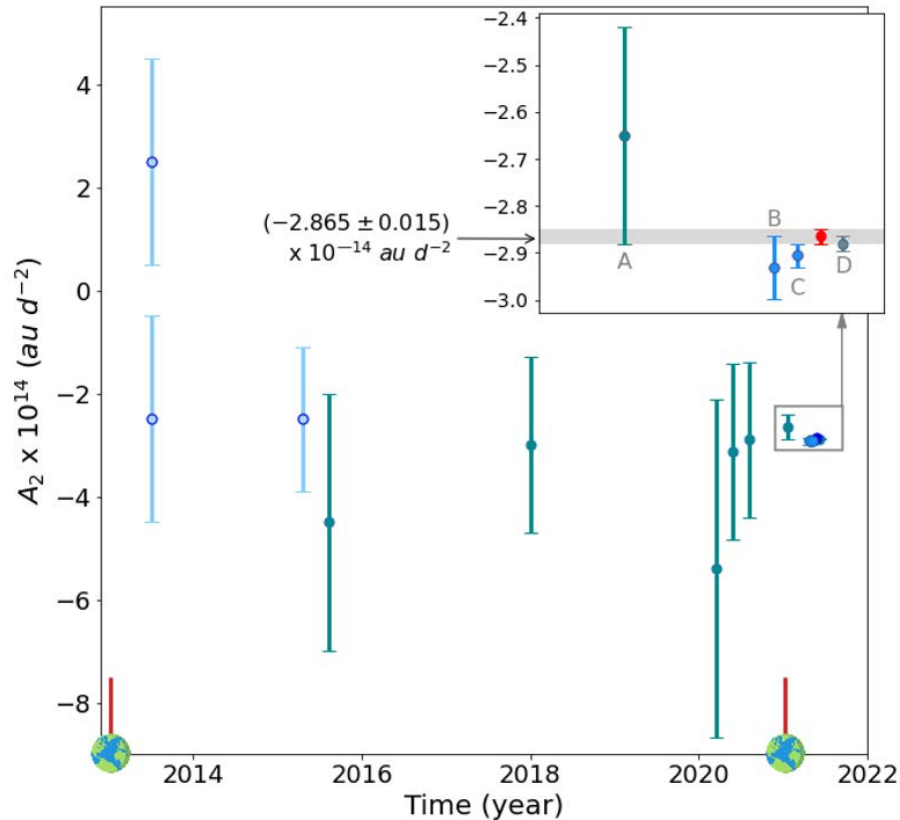 −2.4
−2.5
−2.6
−2.7
−2.8
−2.9
−3.0
A
B
C
D
(−2.865 ± 0.015)
x 10⁻¹⁴ au d⁻²
4
2
0
−2
−4
−6
−8
A₂ x 10¹⁴ (au d⁻²)
2014
2016
2018
2020
2022
Time (year)